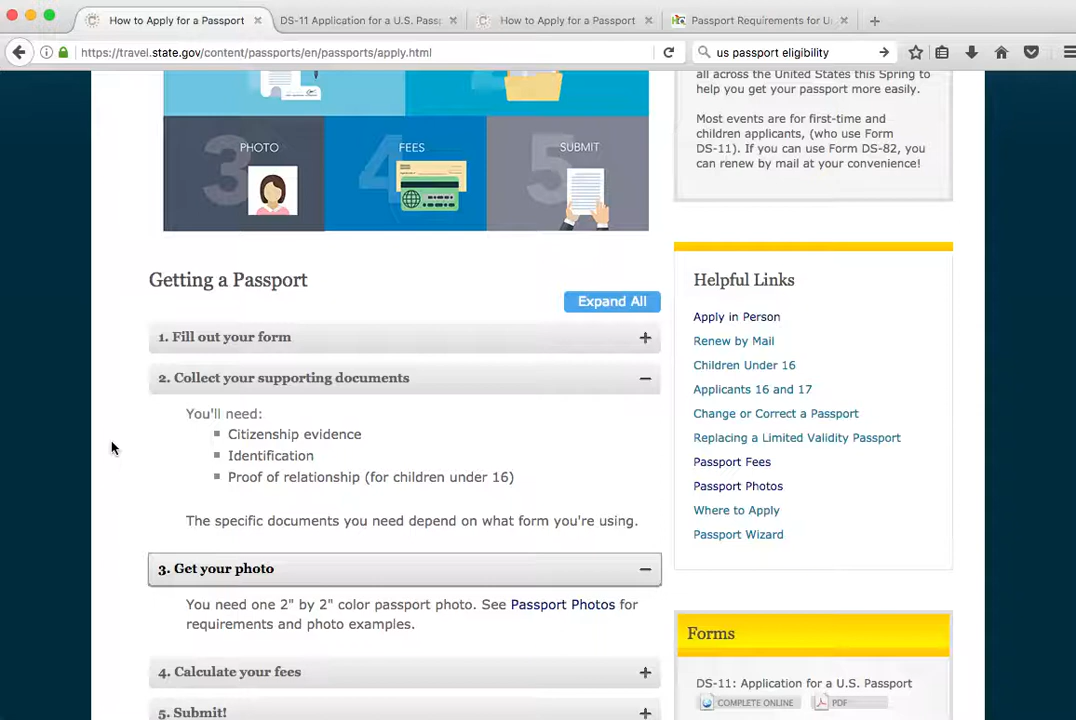 How to Apply for a Passport
DS-11 Application for a U.S. Pass
How to Apply for a Passport
Passport Requirements for U
https://travel.state.gov/content/passports/en/passports/apply.html
us passport eligibility
3 PHOTO
4 FEES
5 SUBMIT
Getting a Passport
Expand All
1. Fill out your form
2. Collect your supporting documents
You'll need:
Citizenship evidence
Identification
Proof of relationship (for children under 16)
The specific documents you need depend on what form you're using.
3. Get your photo
You need one 2" by 2" color passport photo. See Passport Photos for
requirements and photo examples.
4. Calculate your fees
5. Submit!
all across the United States this Spring to
help you get your passport more easily.
Most events are for first-time and
children applicants, (who use Form
DS-11). If you can use Form DS-82, you
can renew by mail at your convenience!
Helpful Links
Apply in Person
Renew by Mail
Children Under 16
Applicants 16 and 17
Change or Correct a Passport
Replacing a Limited Validity Passport
Passport Fees
Passport Photos
Where to Apply
Passport Wizard
Forms
DS-11: Application for a U.S. Passport
COMPLETE ONLINE
PDF